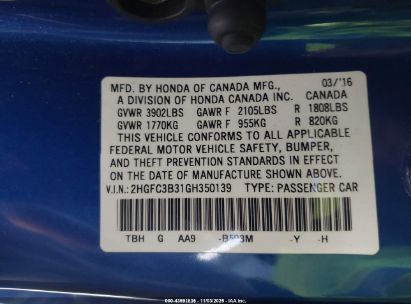 MFD. BY HONDA OF CANADA MFG., 03/'16
A DIVISION OF HONDA CANADA INC. CANADA
GVWR 3902LBS GAWR F 2105LBS R 1808LBS
GVWR 1770KG GAWR F 955KG R 820KG
THIS VEHICLE CONFORMS TO ALL APPLICABLE
FEDERAL MOTOR VEHICLE SAFETY, BUMPER,
AND THEFT PREVENTION STANDARDS IN EFFECT
ON THE DATE OF MANUFACTURE SHOWN ABOVE.
V.I.N.: 2HGFC3B31GH350139 TYPE: PASSENGER CAR
TBH G AA9 -B593M -Y -H